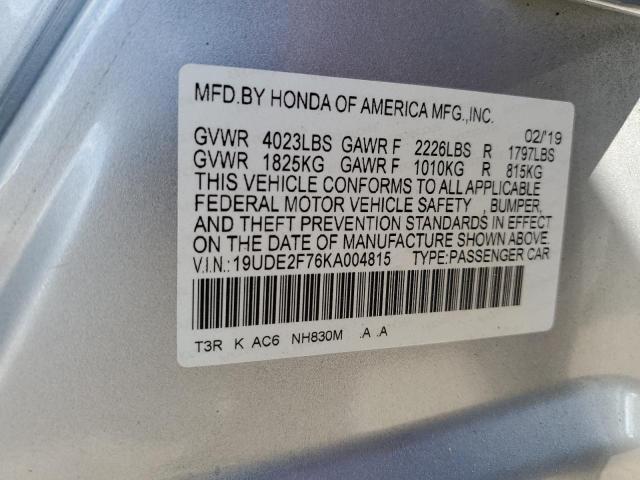 MFD.BY HONDA OF AMERICA MFG.,INC.
02/'19
GVWR 4023LBS GAWR F 2226LBS R 1797LBS
GVWR 1825KG GAWR F 1010KG R 815KG
THIS VEHICLE CONFORMS TO ALL APPLICABLE
FEDERAL MOTOR VEHICLE SAFETY , BUMPER,
AND THEFT PREVENTION STANDARDS IN EFFECT
ON THE DATE OF MANUFACTURE SHOWN ABOVE.
V.I.N.:19UDE2F76KA004815 TYPE:PASSENGER CAR
T3R K AC6 NH830M .A .A